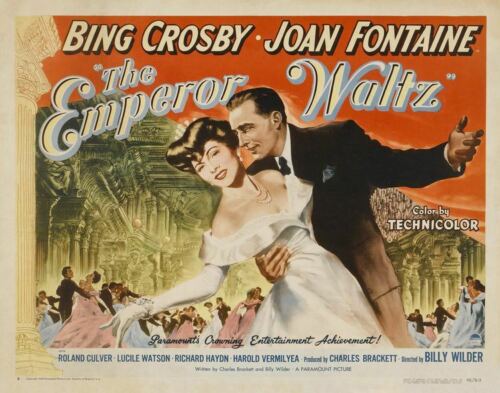 BING CROSBY · JOAN FONTAINE
"The
Emperor Waltz"
Color by
TECHNICOLOR
Paramount's Crowning Entertainment Achievement!
with
ROLAND CULVER · LUCILE WATSON · RICHARD HAYDN · HAROLD VERMILYEA Produced by CHARLES BRACKETT · Directed by BILLY WILDER
Written by Charles Brackett and Billy Wilder · A PARAMOUNT PICTURE